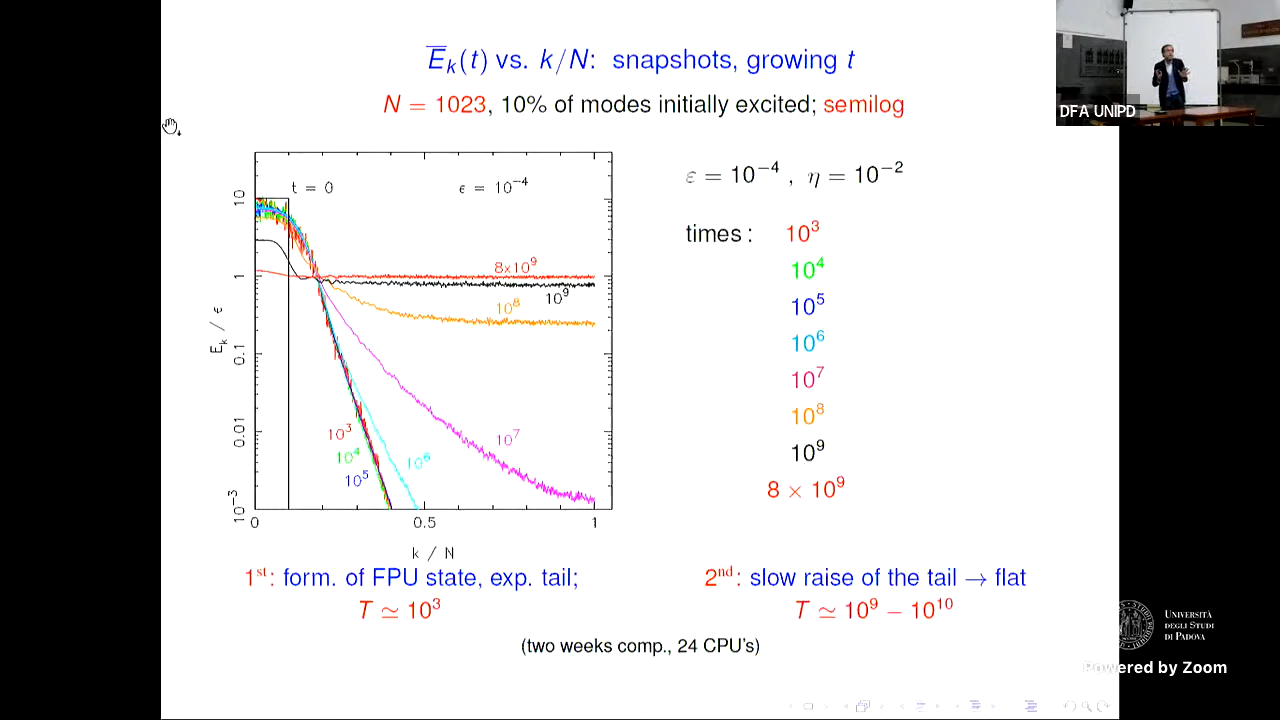 E̅ₖ(t) vs. k/N: snapshots, growing t
N = 1023, 10% of modes initially excited; semilog
DFA UNIPD
t = 0
ϵ = 10⁻⁴
10
1
0.1
0.01
10⁻³
Eₖ / ϵ
8×10⁹
10⁹
10⁸
10⁷
10³
10⁴
10⁵
10⁶
0
0.5
1
k / N
ε = 10⁻⁴ , η = 10⁻²
times : 10³
10⁴
10⁵
10⁶
10⁷
10⁸
10⁹
8 × 10⁹
1ˢᵗ: form. of FPU state, exp. tail;
T ≃ 10³
2ⁿᵈ: slow raise of the tail → flat
T ≃ 10⁹ − 10¹⁰
(two weeks comp., 24 CPU's)
UNIVERSITÀ
DEGLI STUDI
DI PADOVA
Powered by Zoom